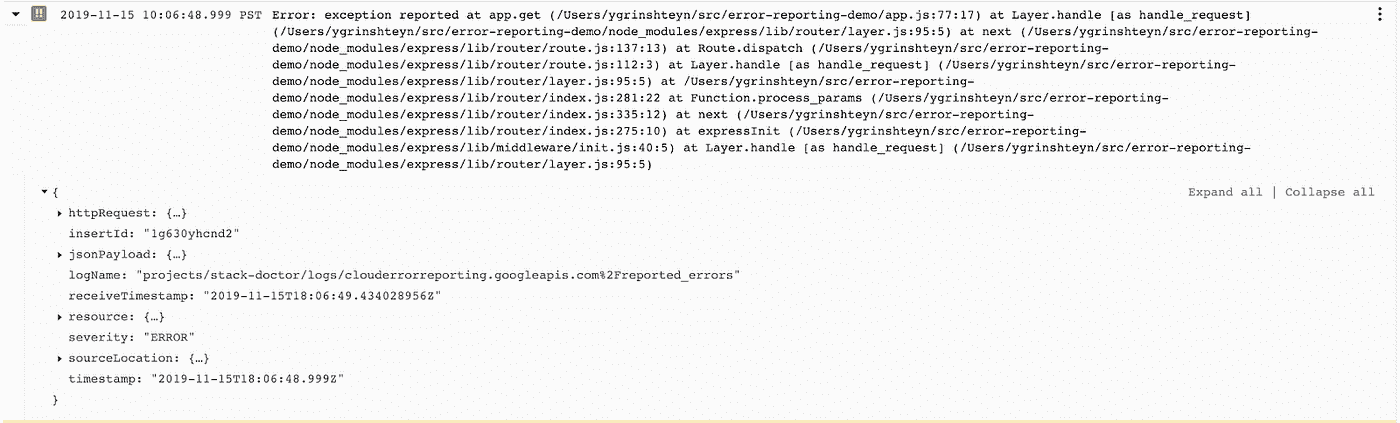 2019-11-15 10:06:48.999 PST Error: exception reported at app.get (/Users/ygrinshteyn/src/error-reporting-demo/app.js:77:17) at Layer.handle [as handle_request]
(/Users/ygrinshteyn/src/error-reporting-demo/node_modules/express/lib/router/layer.js:95:5) at next (/Users/ygrinshteyn/src/error-reporting-
demo/node_modules/express/lib/router/route.js:137:13) at Route.dispatch (/Users/ygrinshteyn/src/error-reporting-
demo/node_modules/express/lib/router/route.js:112:3) at Layer.handle [as handle_request] (/Users/ygrinshteyn/src/error-reporting-
demo/node_modules/express/lib/router/layer.js:95:5) at /Users/ygrinshteyn/src/error-reporting-
demo/node_modules/express/lib/router/index.js:281:22 at Function.process_params (/Users/ygrinshteyn/src/error-reporting-
demo/node_modules/express/lib/router/index.js:335:12) at next (/Users/ygrinshteyn/src/error-reporting-
demo/node_modules/express/lib/router/index.js:275:10) at expressInit (/Users/ygrinshteyn/src/error-reporting-
demo/node_modules/express/lib/middleware/init.js:40:5) at Layer.handle [as handle_request] (/Users/ygrinshteyn/src/error-reporting-
demo/node_modules/express/lib/router/layer.js:95:5)
{
Expand all | Collapse all
httpRequest: {…}
insertId: "1g630yhcnd2"
jsonPayload: {…}
logName: "projects/stack-doctor/logs/clouderrorreporting.googleapis.com%2Freported_errors"
receiveTimestamp: "2019-11-15T18:06:49.434028956Z"
resource: {…}
severity: "ERROR"
sourceLocation: {…}
timestamp: "2019-11-15T18:06:48.999Z"
}